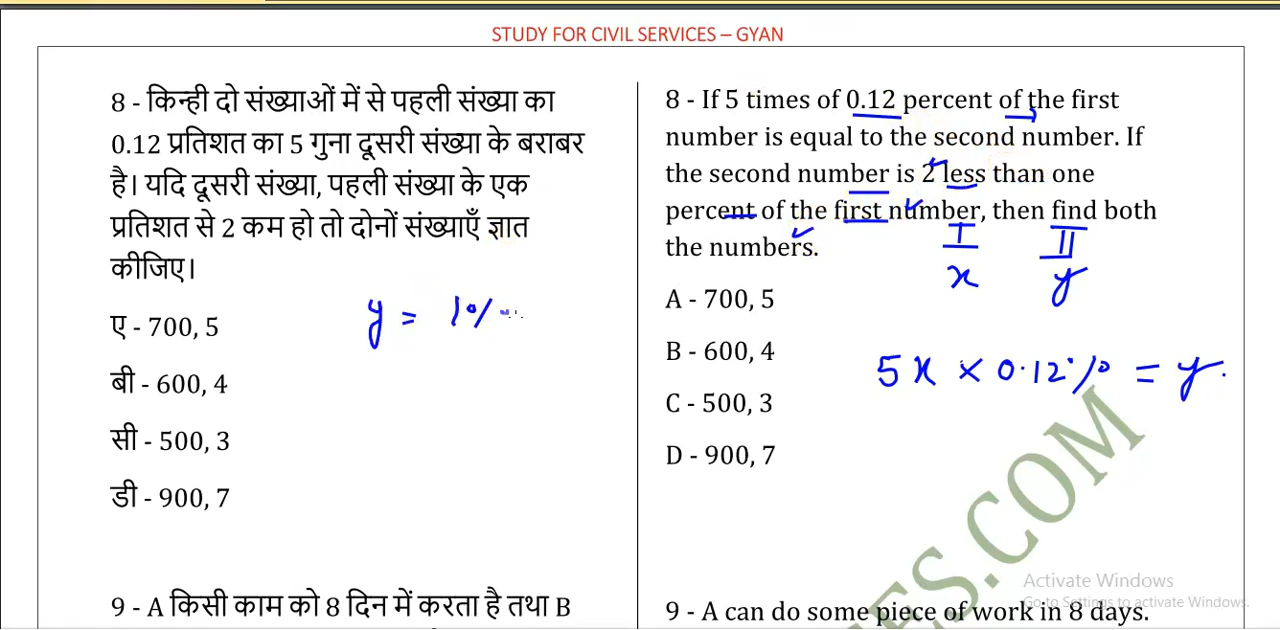 STUDY FOR CIVIL SERVICES – GYAN
8 - किन्ही दो संख्याओं में से पहली संख्या का
0.12 प्रतिशत का 5 गुना दूसरी संख्या के बराबर
है। यदि दूसरी संख्या, पहली संख्या के एक
प्रतिशत से 2 कम हो तो दोनों संख्याएँ ज्ञात
कीजिए।
ए - 700, 5
बी - 600, 4
सी - 500, 3
डी - 900, 7
y = 1%
9 - A किसी काम को 8 दिन में करता है तथा B
8 - If 5 times of 0.12 percent of the first
number is equal to the second number. If
the second number is 2 less than one
percent of the first number, then find both
the numbers.
I II
x y
A - 700, 5
B - 600, 4
5x × 0.12% = y
C - 500, 3
D - 900, 7
9 - A can do some piece of work in 8 days.
ES.COM
Activate Windows
Go to Settings to activate Windows.